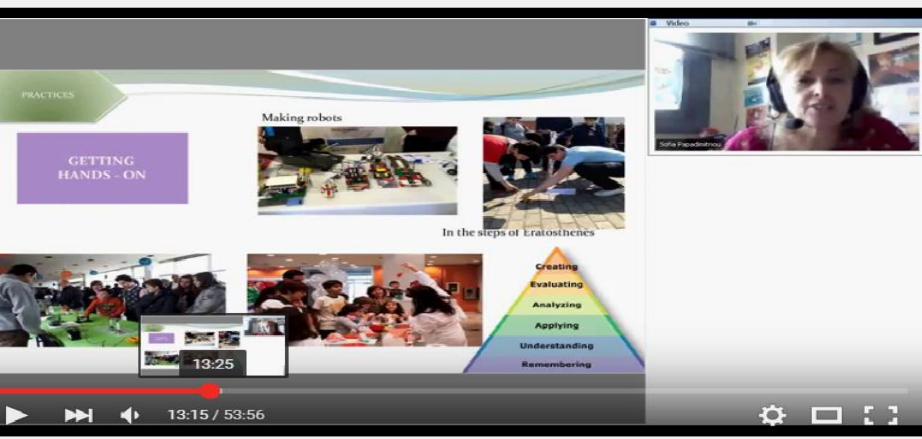 Video
PRACTICES
Making robots
GETTING
HANDS - ON
Sofia Papadimitriou
In the steps of Eratosthenes
Creating
Evaluating
Analyzing
Applying
Understanding
Remembering
13:25
13:15 / 53:56